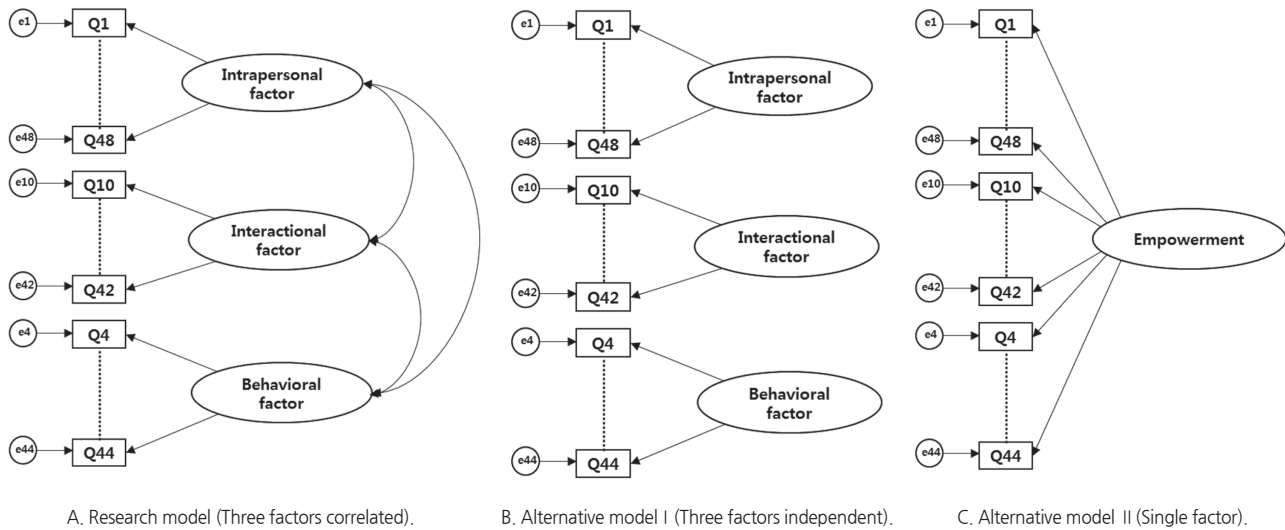 e1
Q1
Intrapersonal
factor
e48
Q48
e10
Q10
Interactional
factor
e42
Q42
e4
Q4
Behavioral
factor
e44
Q44
A. Research model (Three factors correlated).
e1
Q1
Intrapersonal
factor
e48
Q48
e10
Q10
Interactional
factor
e42
Q42
e4
Q4
Behavioral
factor
e44
Q44
B. Alternative model I (Three factors independent).
e1
Q1
e48
Q48
e10
Q10
Empowerment
e42
Q42
e4
Q4
e44
Q44
C. Alternative model II (Single factor).